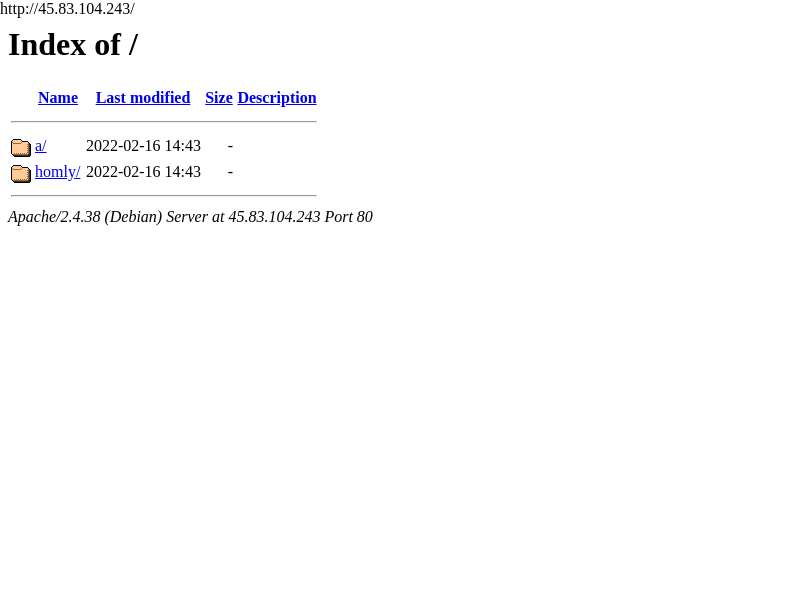 http://45.83.104.243/
Index of /
Name Last modified Size Description
a/ 2022-02-16 14:43 -
homly/ 2022-02-16 14:43 -
Apache/2.4.38 (Debian) Server at 45.83.104.243 Port 80